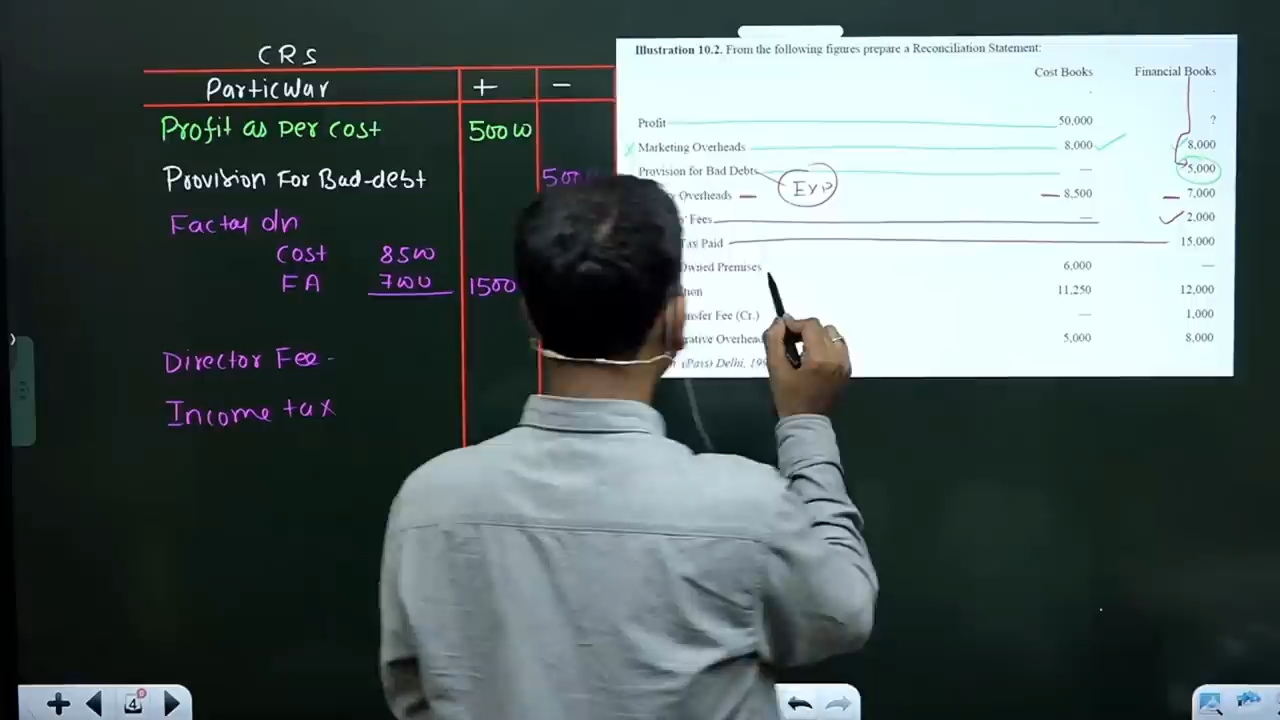 CRS
Particular + -
Profit as per cost 50000
Provision For Bad-debt
Factory o/h
Cost 8500
FA 7000 1500
Director Fee -
Income tax
Illustration 10.2. From the following figures prepare a Reconciliation Statement:
Cost Books Financial Books
Profit 50,000 ?
x Marketing Overheads 8,000 8,000
Provision for Bad Debts — 5,000
Exp
Overheads 8,500 7,000
Fees — 2,000
Tax Paid 15,000
Owned Premises 6,000 —
11,250 12,000
Fee (Cr.) — 1,000
5,000 8,000
(Pass) Delhi,
4